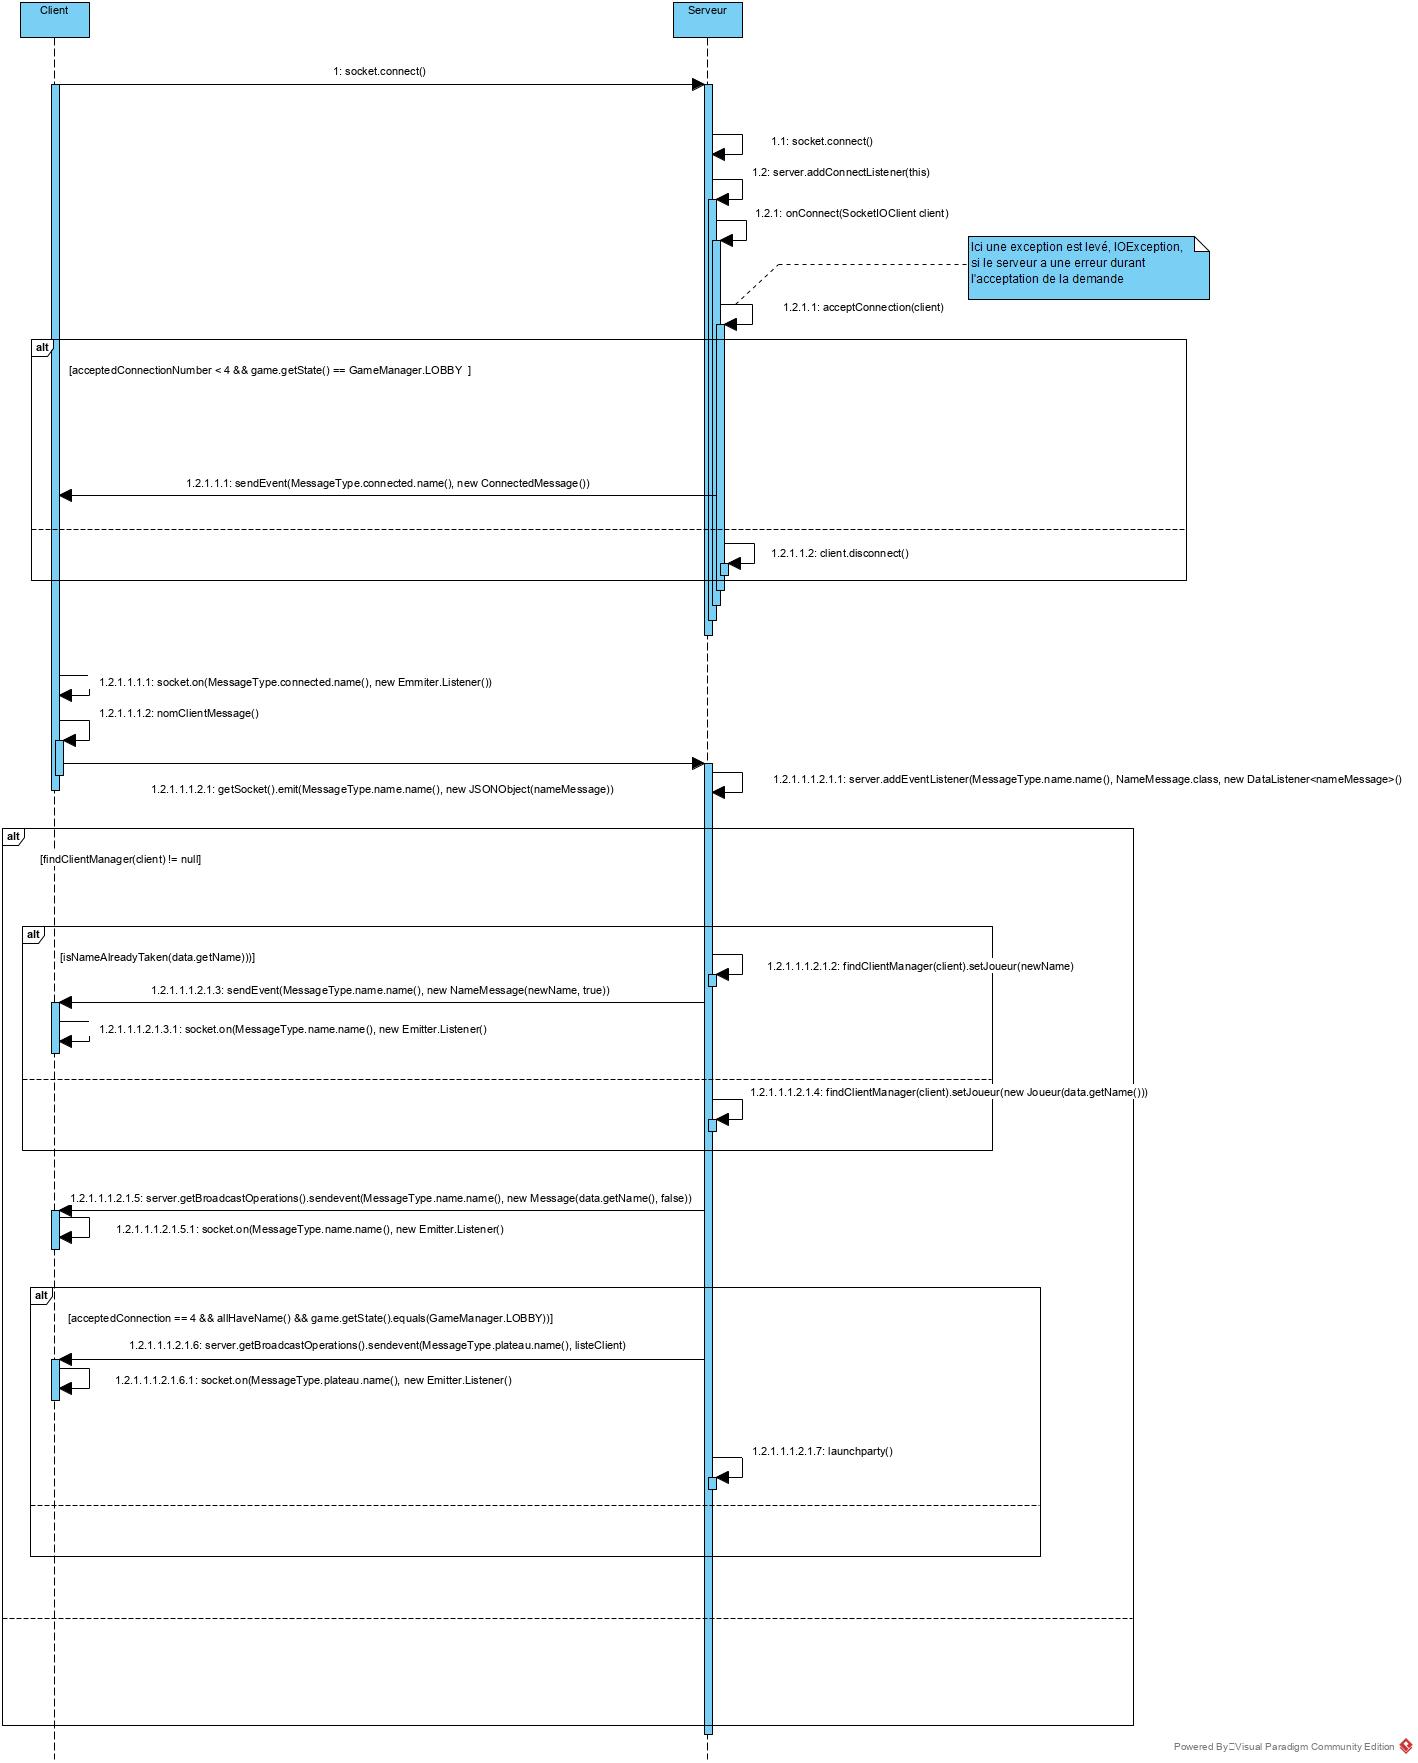 Client
Serveur
1: socket.connect()
1.1: socket.connect()
1.2: server.addConnectListener(this)
1.2.1: onConnect(SocketIOClient client)
Ici une exception est levé, IOException,
si le serveur a une erreur durant
l'acceptation de la demande
1.2.1.1: acceptConnection(client)
alt
[acceptedConnectionNumber < 4 && game.getState() == GameManager.LOBBY ]
1.2.1.1.1: sendEvent(MessageType.connected.name(), new ConnectedMessage())
1.2.1.1.2: client.disconnect()
1.2.1.1.1.1: socket.on(MessageType.connected.name(), new Emmiter.Listener())
1.2.1.1.1.2: nomClientMessage()
1.2.1.1.1.2.1: getSocket().emit(MessageType.name.name(), new JSONObject(nameMessage))
1.2.1.1.1.2.1.1: server.addEventListener(MessageType.name.name(), NameMessage.class, new DataListener<nameMessage>()
alt
[findClientManager(client) != null]
alt
[isNameAlreadyTaken(data.getName)))]
1.2.1.1.1.2.1.2: findClientManager(client).setJoueur(newName)
1.2.1.1.1.2.1.3: sendEvent(MessageType.name.name(), new NameMessage(newName, true))
1.2.1.1.1.2.1.3.1: socket.on(MessageType.name.name(), new Emitter.Listener()
1.2.1.1.1.2.1.4: findClientManager(client).setJoueur(new Joueur(data.getName()))
1.2.1.1.1.2.1.5: server.getBroadcastOperations().sendevent(MessageType.name.name(), new Message(data.getName(), false))
1.2.1.1.1.2.1.5.1: socket.on(MessageType.name.name(), new Emitter.Listener()
alt
[acceptedConnection == 4 && allHaveName() && game.getState().equals(GameManager.LOBBY))]
1.2.1.1.1.2.1.6: server.getBroadcastOperations().sendevent(MessageType.plateau.name(), listeClient)
1.2.1.1.1.2.1.6.1: socket.on(MessageType.plateau.name(), new Emitter.Listener()
1.2.1.1.1.2.1.7: launchparty()
Powered By Visual Paradigm Community Edition